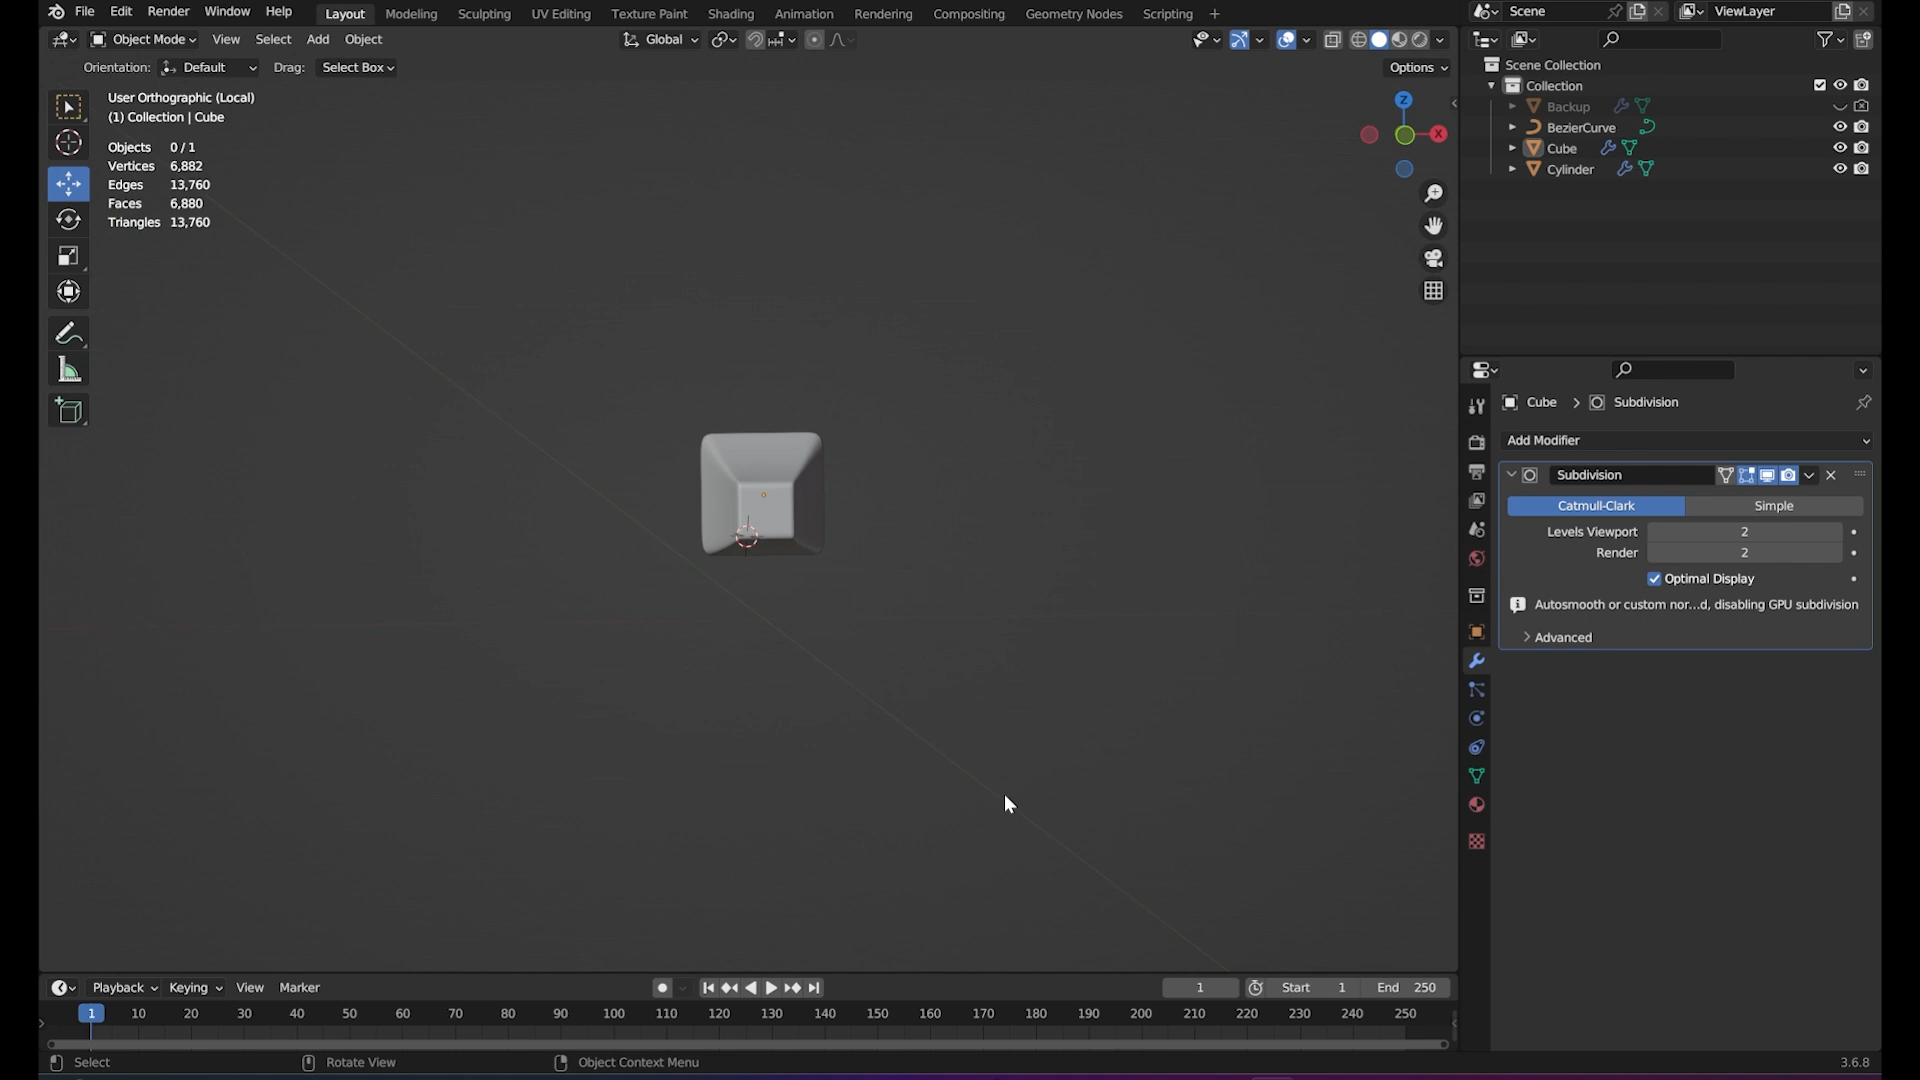 File Edit Render Window Help Layout Modeling Sculpting UV Editing Texture Paint Shading Animation Rendering Compositing Geometry Nodes Scripting + Scene ViewLayer
Object Mode View Select Add Object Global
Orientation: Default Drag: Select Box Options
User Orthographic (Local)
(1) Collection | Cube
Objects 0 / 1
Vertices 6,882
Edges 13,760
Faces 6,880
Triangles 13,760
Z
X
Scene Collection
Collection
Backup
BezierCurve
Cube
Cylinder
Cube > Subdivision
Add Modifier
Subdivision
Catmull-Clark Simple
Levels Viewport 2
Render 2
Optimal Display
Autosmooth or custom nor...d, disabling GPU subdivision
Advanced
Playback Keying View Marker 1 Start 1 End 250
1 10 20 30 40 50 60 70 80 90 100 110 120 130 140 150 160 170 180 190 200 210 220 230 240 250
Select Rotate View Object Context Menu 3.6.8